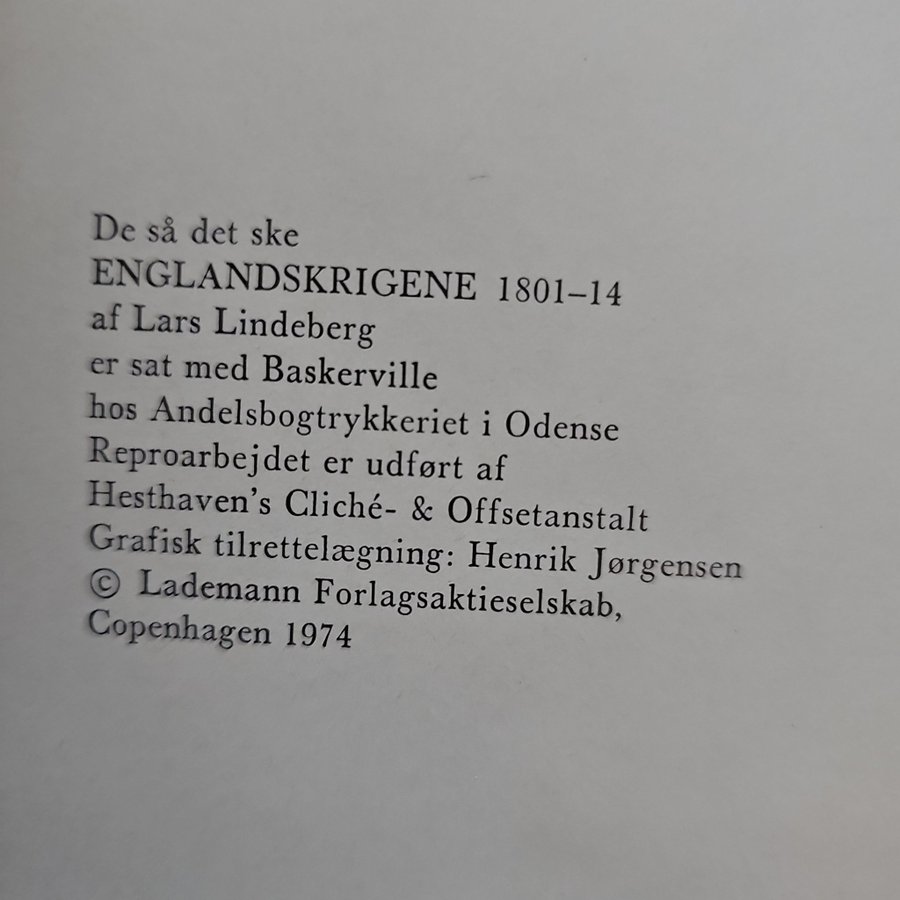 De så det ske
ENGLANDSKRIGENE 1801–14
af Lars Lindeberg
er sat med Baskerville
hos Andelsbogtrykkeriet i Odense
Reproarbejdet er udført af
Hesthaven's Cliché- & Offsetanstalt
Grafisk tilrettelægning: Henrik Jørgensen
© Lademann Forlagsaktieselskab,
Copenhagen 1974